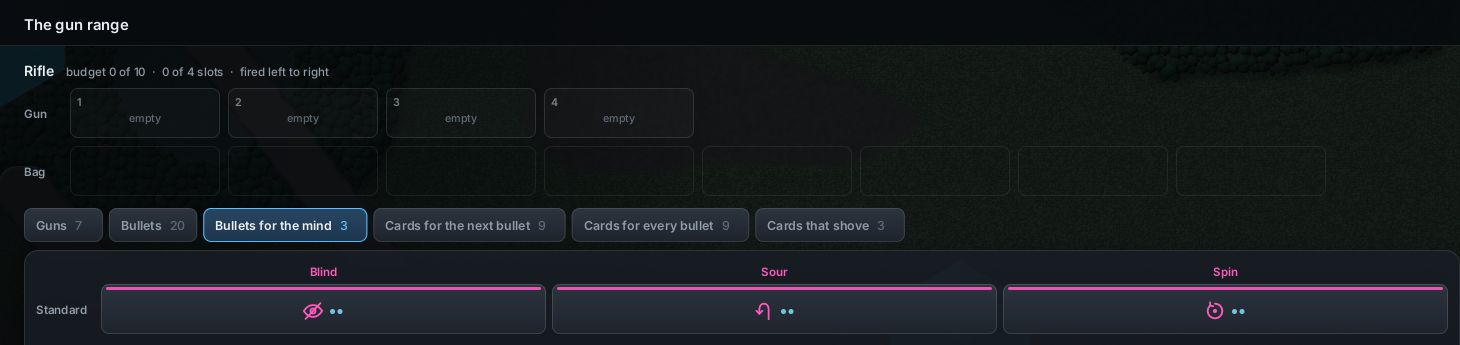 The gun range
Rifle budget 0 of 10 · 0 of 4 slots · fired left to right
Gun 1 empty 2 empty 3 empty 4 empty
Bag
Guns 7 Bullets 20 Bullets for the mind 3 Cards for the next bullet 9 Cards for every bullet 9 Cards that shove 3
Blind Sour Spin
Standard